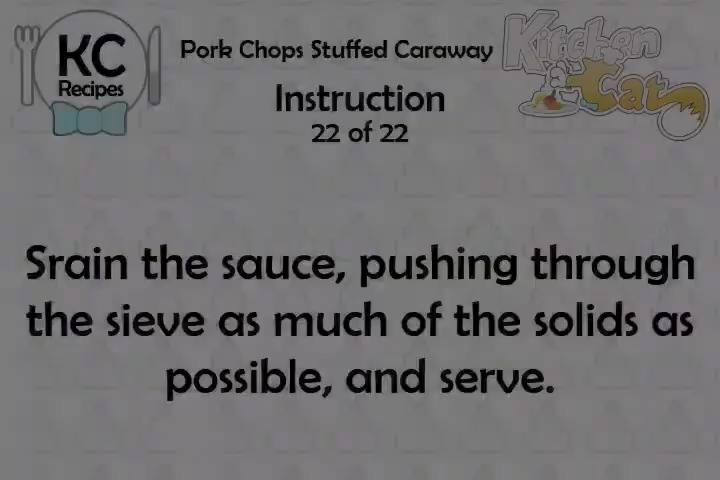 KC
Recipes
Pork Chops Stuffed Caraway
Instruction
22 of 22
Kitchen
Cat
Srain the sauce, pushing through
the sieve as much of the solids as
possible, and serve.